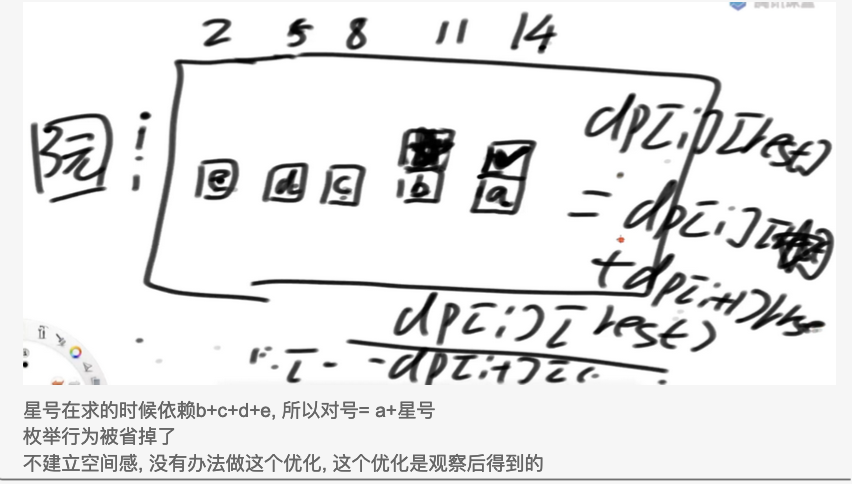 2 5 8 11 14
3元
i
dp[i][rest]
e d c b a
= dp[i][
+ dp[i+1][rest
dp[i][rest]
- dp[i+1][
星号在求的时候依赖b+c+d+e, 所以对号= a+星号
枚举行为被省掉了
不建立空间感, 没有办法做这个优化, 这个优化是观察后得到的